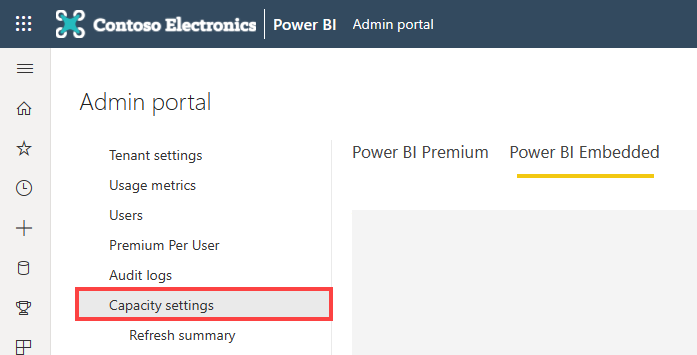 Contoso Electronics Power BI Admin portal
Admin portal
Tenant settings
Usage metrics
Users
Premium Per User
Audit logs
Capacity settings
Refresh summary
Power BI Premium Power BI Embedded